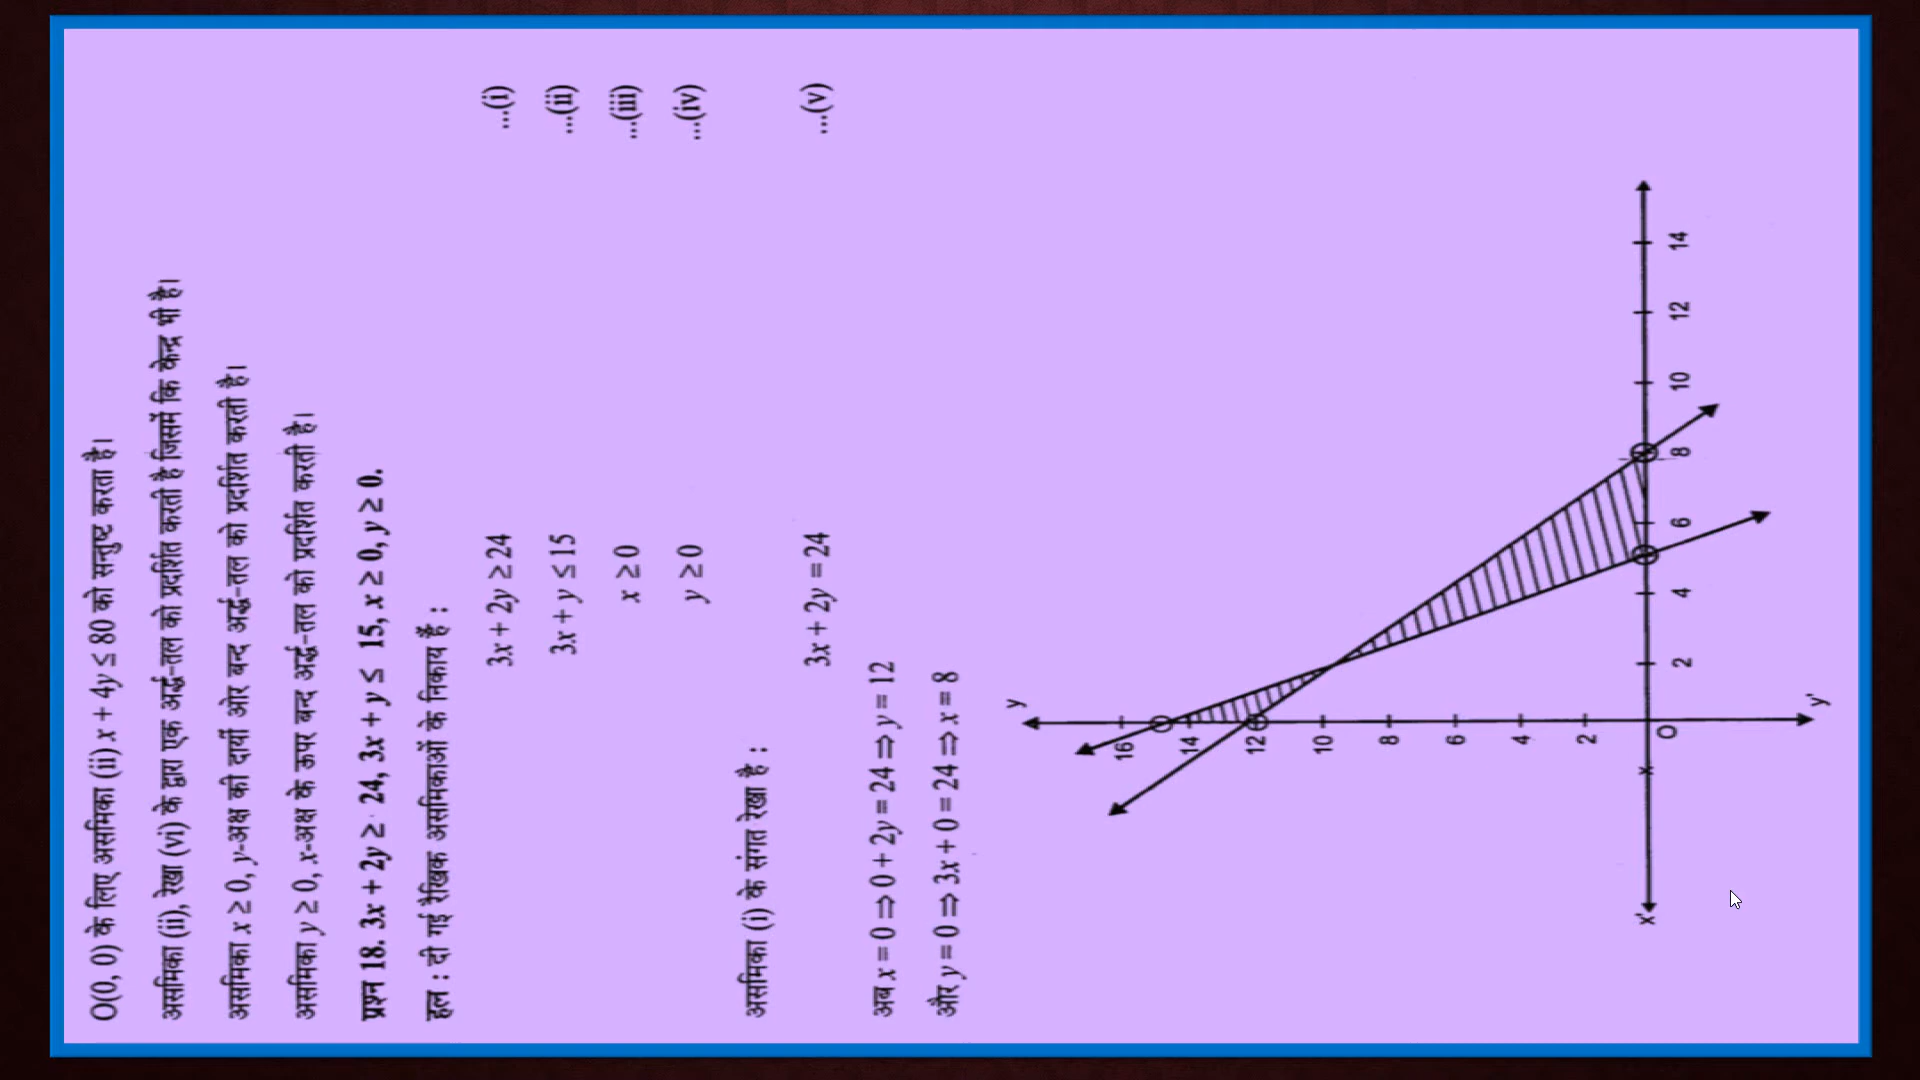 O(0, 0) के लिए असमिका (ii) x + 4y ≤ 80 को सन्तुष्ट करता है।
असमिका (ii), रेखा (vi) के द्वारा एक अर्द्ध-तल को प्रदर्शित करती है जिसमें कि केन्द्र भी है।
असमिका x ≥ 0, y-अक्ष की दायीं ओर बन्द अर्द्ध-तल को प्रदर्शित करती है।
असमिका y ≥ 0, x-अक्ष के ऊपर बन्द अर्द्ध-तल को प्रदर्शित करती है।
प्रश्न 18. 3x + 2y ≥ 24, 3x + y ≤ 15, x ≥ 0, y ≥ 0.
हल : दी गई रैखिक असमिकाओं के निकाय हैं :
3x + 2y ≥ 24 ...(i)
3x + y ≤ 15 ...(ii)
x ≥ 0 ...(iii)
y ≥ 0 ...(iv)
असमिका (i) के संगत रेखा है :
3x + 2y = 24 ...(v)
अब x = 0 ⇒ 0 + 2y = 24 ⇒ y = 12
और y = 0 ⇒ 3x + 0 = 24 ⇒ x = 8
y
16
14
12
10
8
6
4
2
x' x O 2 4 6 8 10 12 14
y'